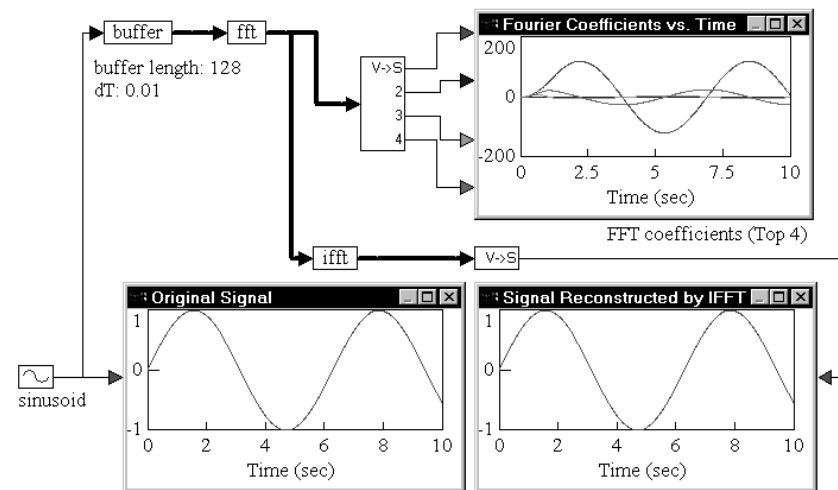 buffer
fft
buffer length: 128
dT: 0.01
V->S
2
3
4
Fourier Coefficients vs. Time
200
0
-200
0 2.5 5 7.5 10
Time (sec)
FFT coefficients (Top 4)
ifft
V->S
Original Signal
1
0
-1
0 2 4 6 8 10
Time (sec)
Signal Reconstructed by IFFT
1
0
-1
0 2 4 6 8 10
Time (sec)
sinusoid